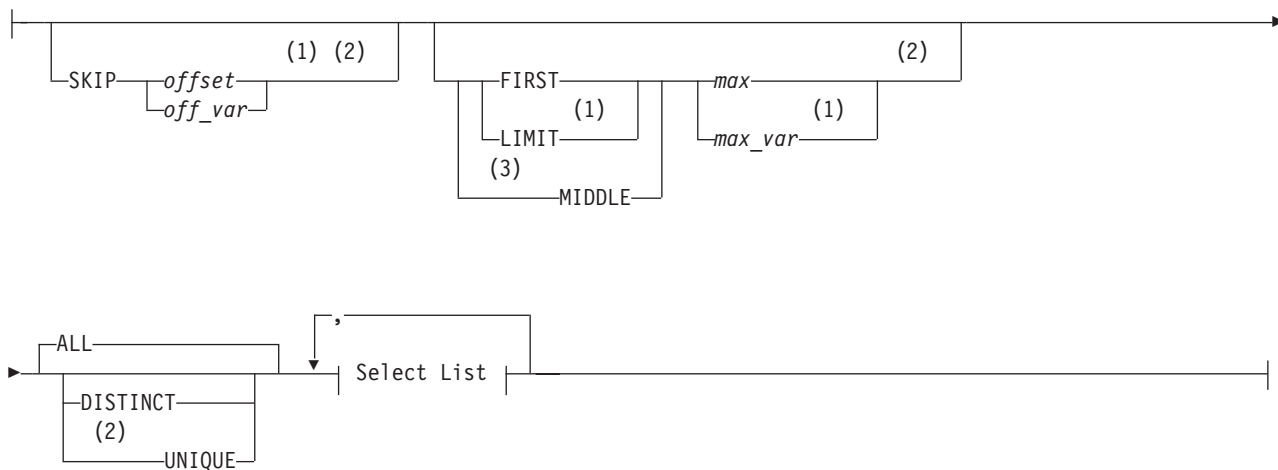 (1) (2) (2)
SKIP offset FIRST max
off_var (1) (1)
LIMIT max_var
(3)
MIDDLE
,
ALL
Select List
DISTINCT
(2)
UNIQUE